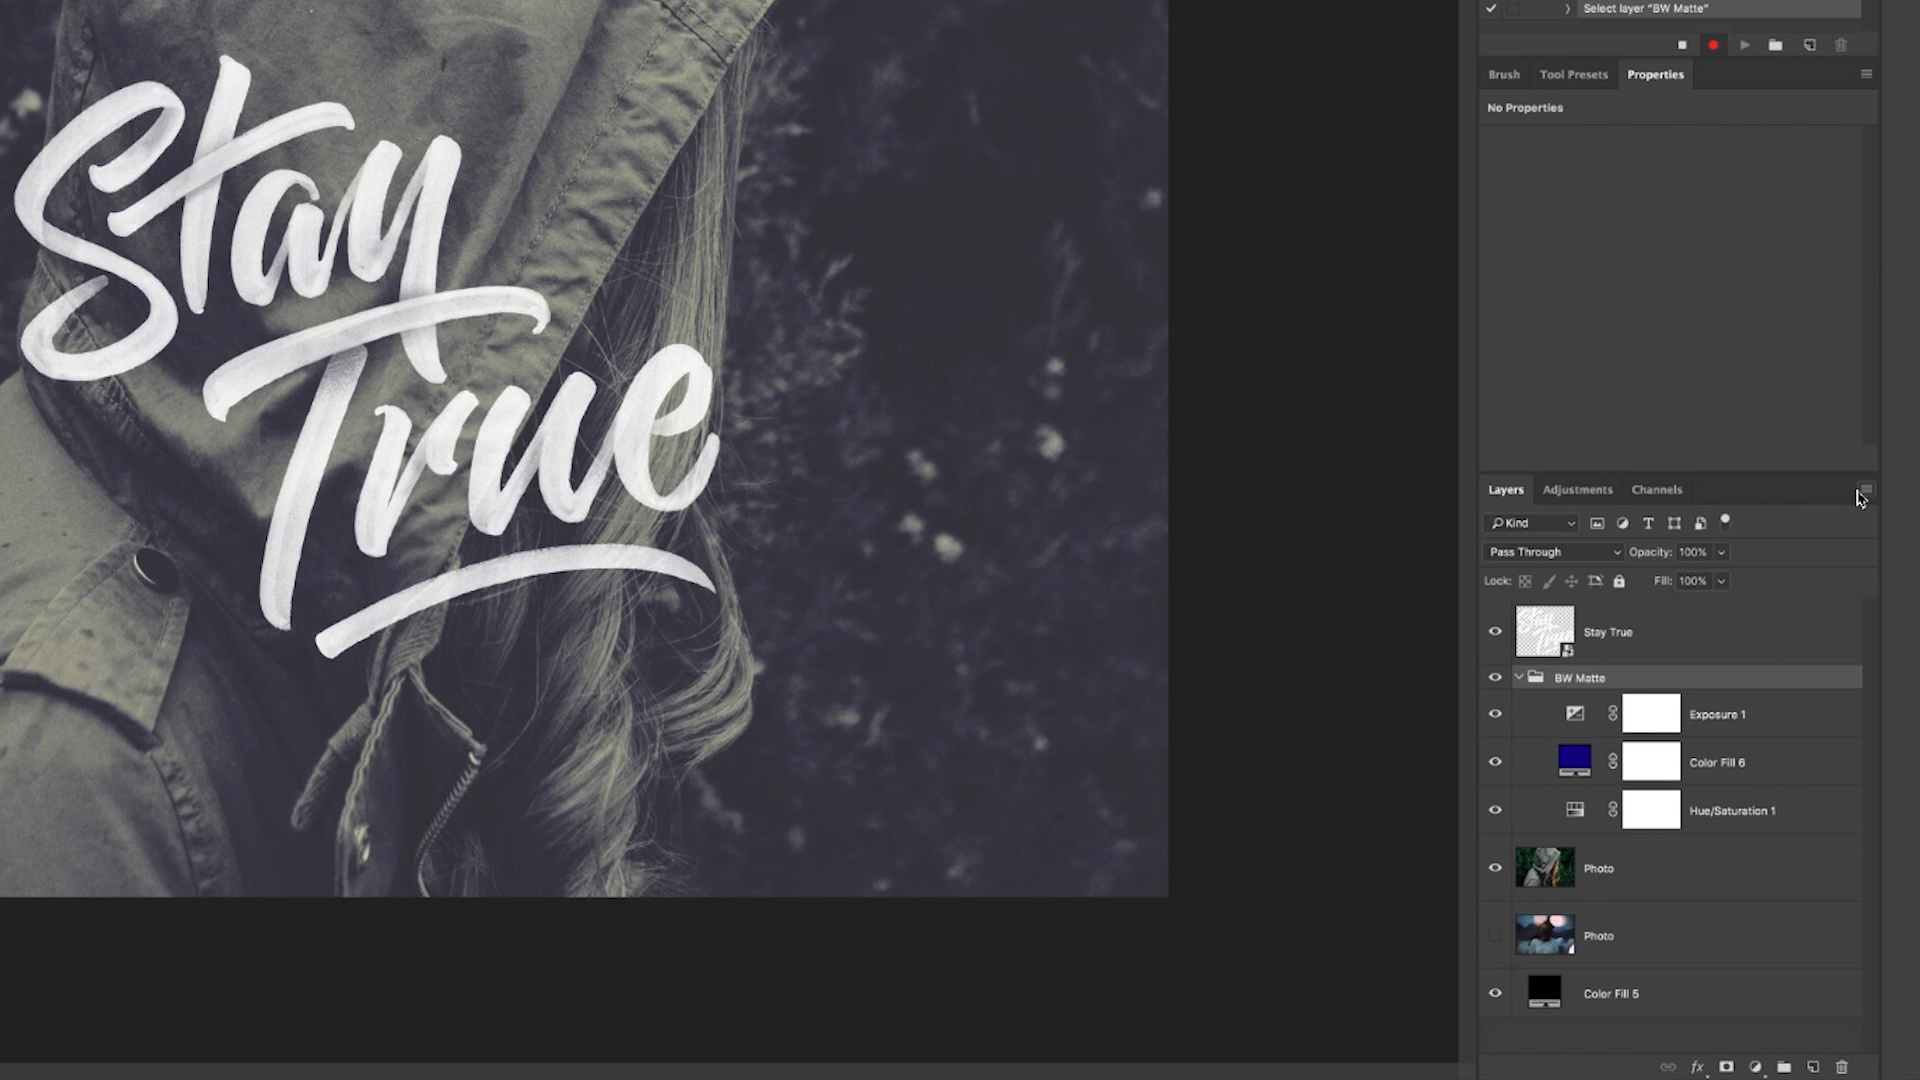 Select layer "BW Matte"
Brush Tool Presets Properties
No Properties
Stay
True
Layers Adjustments Channels
Kind
Pass Through Opacity: 100%
Lock: Fill: 100%
Stay True
BW Matte
Exposure 1
Color Fill 6
Hue/Saturation 1
Photo
Photo
Color Fill 5
fx